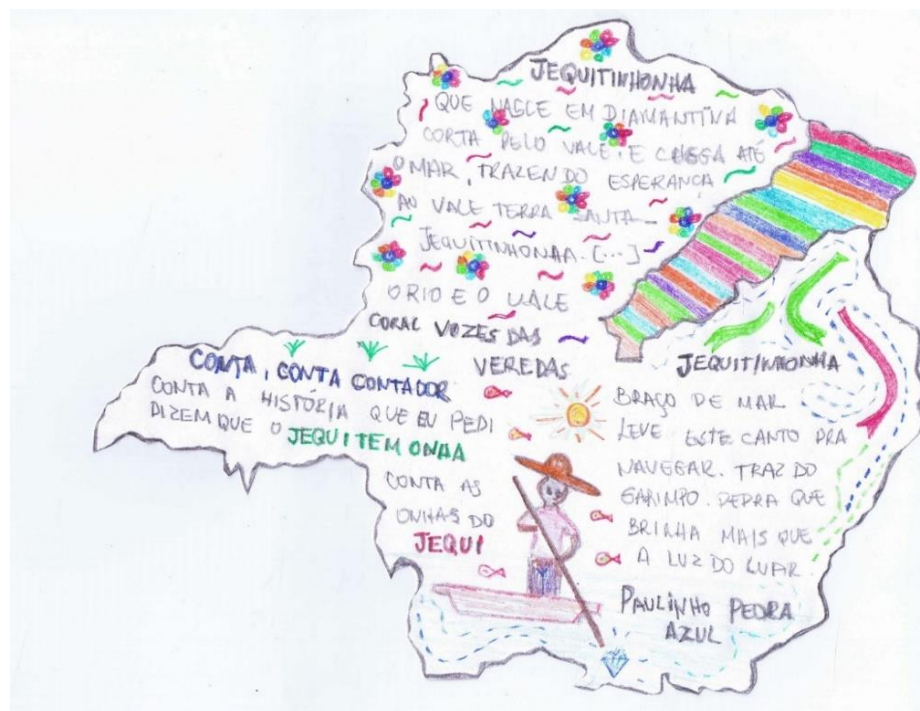 JEQUITINHONHA
QUE NASCE EM DIAMANTINA
CORTA PELO VALE. E CHEGA ATÉ
O MAR, TRAZENDO ESPERANÇA
AO VALE TERRA SANTA
JEQUITINHONHA. [...]
O RIO E O VALE
CORAL VOZES DAS
VEREDAS
CONTA, CONTA CONTADOR
CONTA A HISTÓRIA QUE EU PEDI
DIZEM QUE O JEQUI TEM ONHA
CONTA AS
ONHAS DO
JEQUI
JEQUITINHONHA
BRAÇO DE MAR
LEVE ESTE CANTO PRA
NAVEGAR. TRAZ DO
GARIMPO. PEDRA QUE
BRILHA MAIS QUE
A LUZ DO LUAR.
PAULINHO PEDRA
AZUL